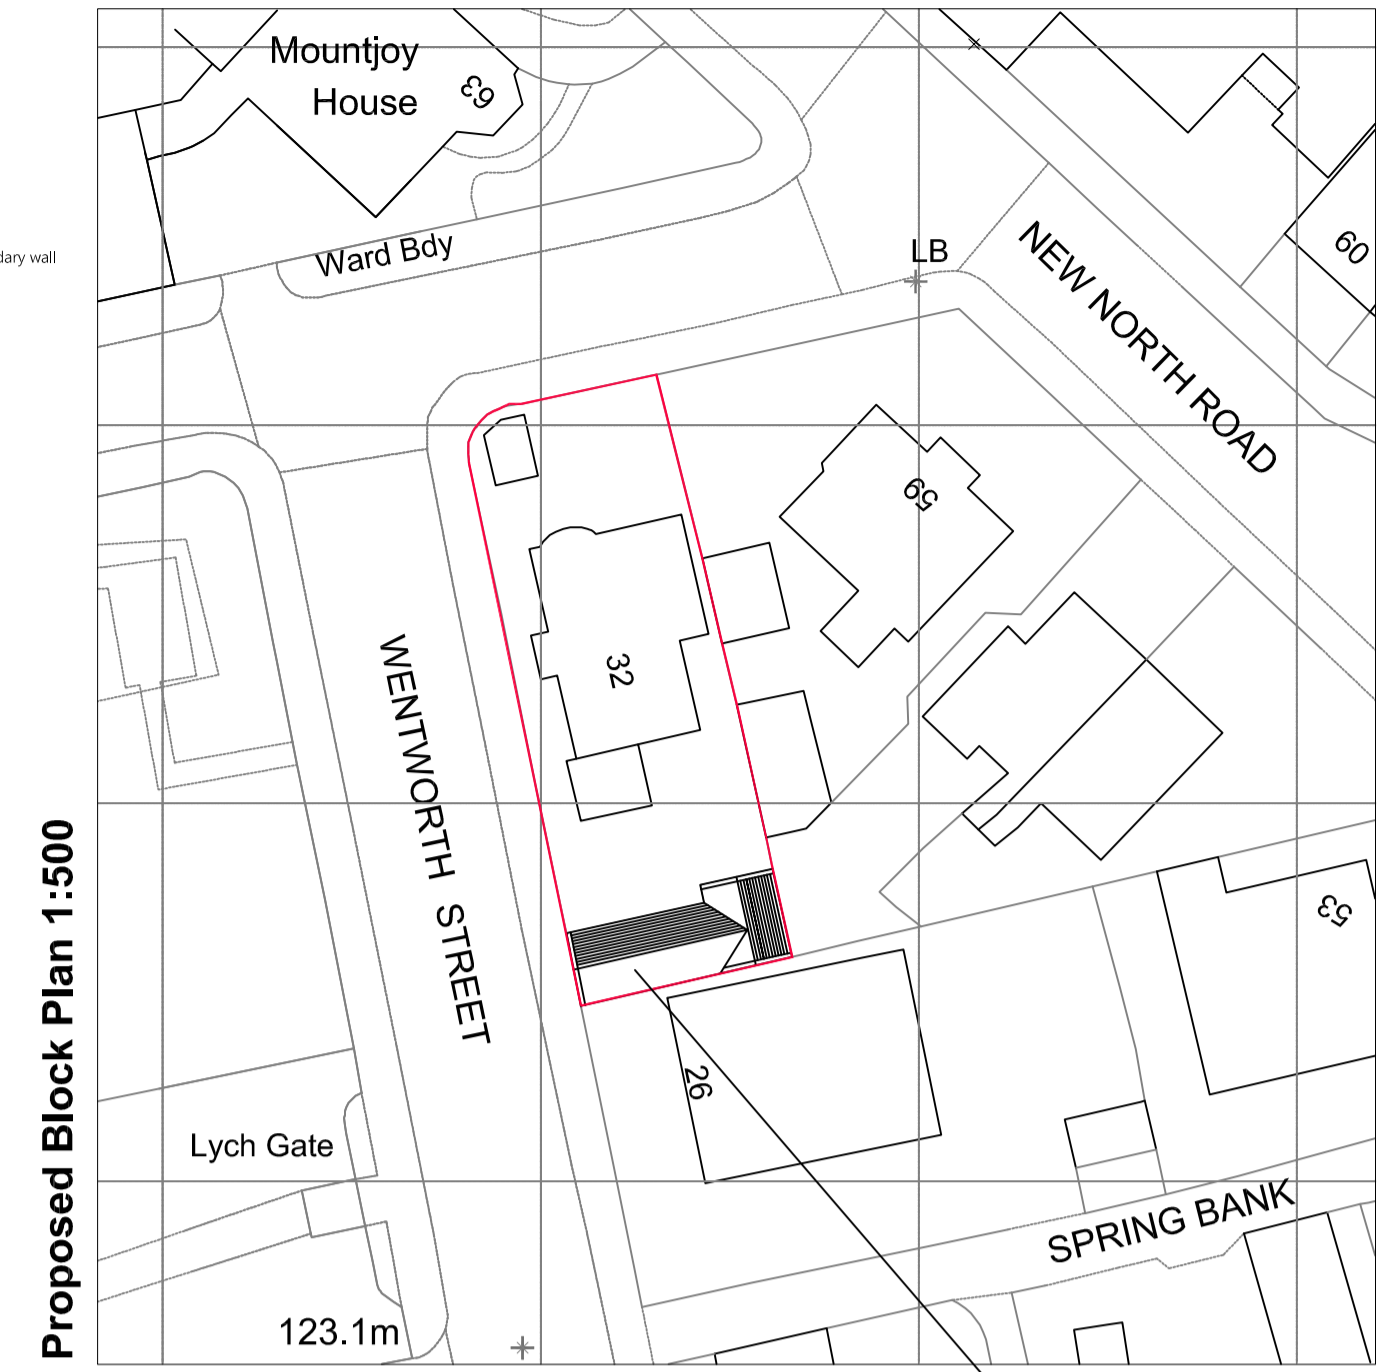 Mountjoy
House
63
Ward Bdy
dary wall
LB
NEW NORTH ROAD
60
59
32
WENTWORTH STREET
53
26
Lych Gate
SPRING BANK
123.1m
Proposed Block Plan 1:500